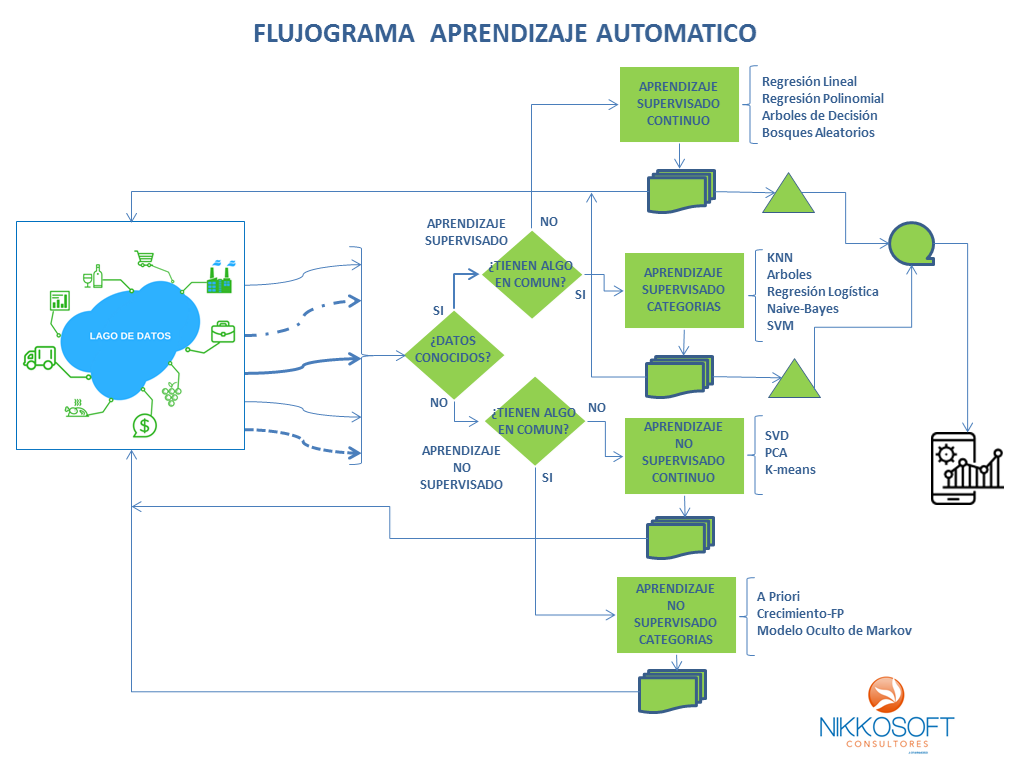 FLUJOGRAMA APRENDIZAJE AUTOMATICO
APRENDIZAJE
SUPERVISADO
CONTINUO
Regresión Lineal
Regresión Polinomial
Arboles de Decisión
Bosques Aleatorios
APRENDIZAJE
SUPERVISADO
NO
¿TIENEN ALGO
EN COMUN?
SI
APRENDIZAJE
SUPERVISADO
CATEGORIAS
KNN
Arboles
Regresión Logística
Naive-Bayes
SVM
LAGO DE DATOS
SI
¿DATOS
CONOCIDOS?
NO
¿TIENEN ALGO
EN COMUN?
NO
APRENDIZAJE
NO
SUPERVISADO
SI
APRENDIZAJE
NO
SUPERVISADO
CONTINUO
SVD
PCA
K-means
APRENDIZAJE
NO
SUPERVISADO
CATEGORIAS
A Priori
Crecimiento-FP
Modelo Oculto de Markov
NIKKOSOFT
CONSULTORES